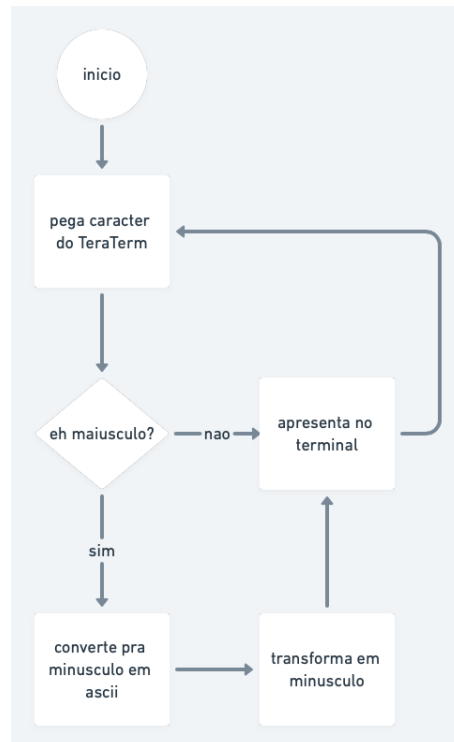 inicio
pega caracter
do TeraTerm
eh maiusculo?
nao
apresenta no
terminal
sim
converte pra
minusculo em
ascii
transforma em
minusculo